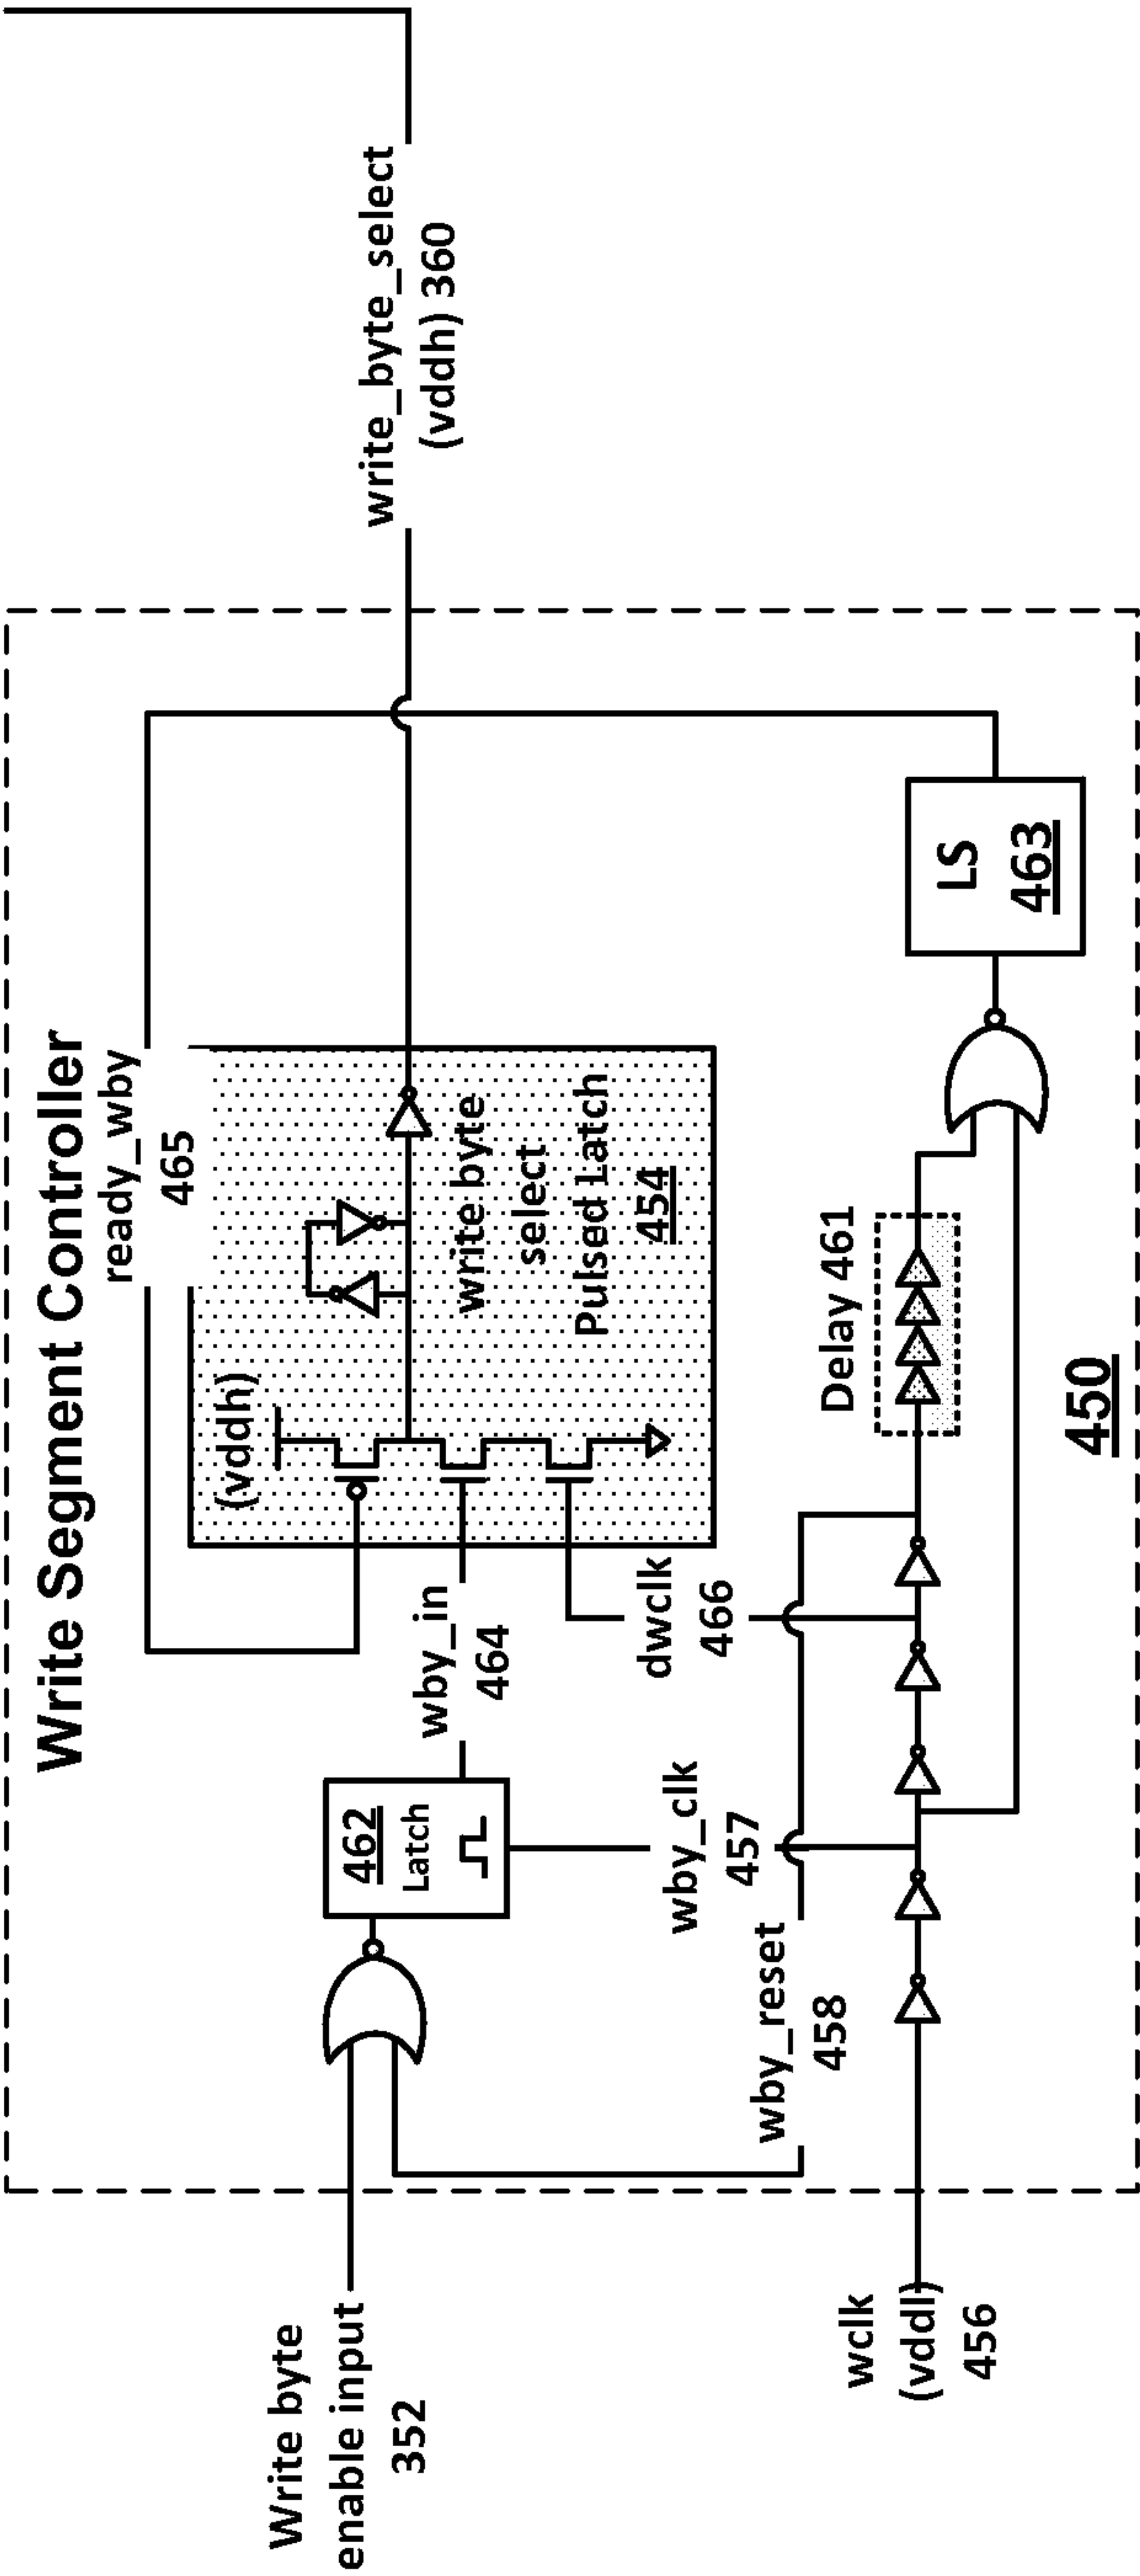 Write Segment Controller
ready_wby
465
(vddh)
write byte
select
Pulsed Latch
454
write_byte_select
(vddh) 360
Write byte
enable input
352
462
Latch
wby_in
464
dwclk
466
wby_clk
457
wby_reset
458
Delay 461
LS
463
wclk
(vddl)
456
450